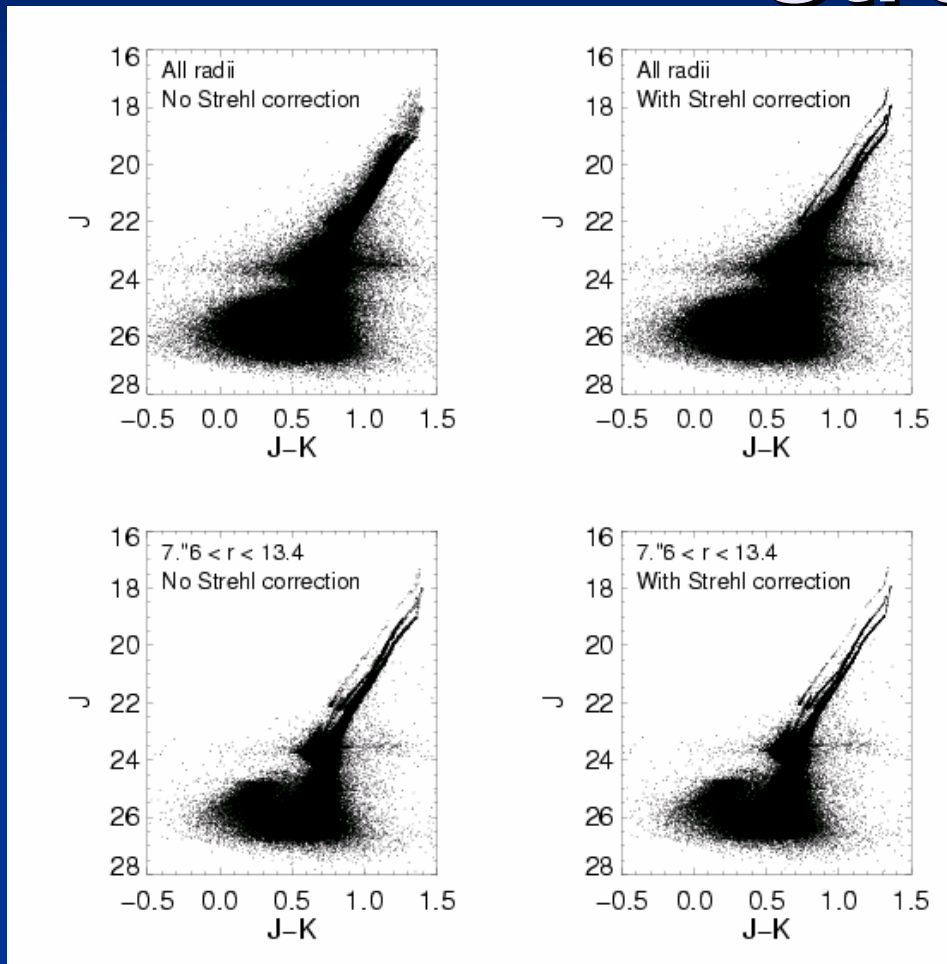 All radii
No Strehl correction
16
18
20
22
24
26
28
J
−0.5 0.0 0.5 1.0 1.5
J−K
All radii
With Strehl correction
16
18
20
22
24
26
28
J
−0.5 0.0 0.5 1.0 1.5
J−K
7."6 < r < 13.4
No Strehl correction
16
18
20
22
24
26
28
J
−0.5 0.0 0.5 1.0 1.5
J−K
7."6 < r < 13.4
With Strehl correction
16
18
20
22
24
26
28
J
−0.5 0.0 0.5 1.0 1.5
J−K